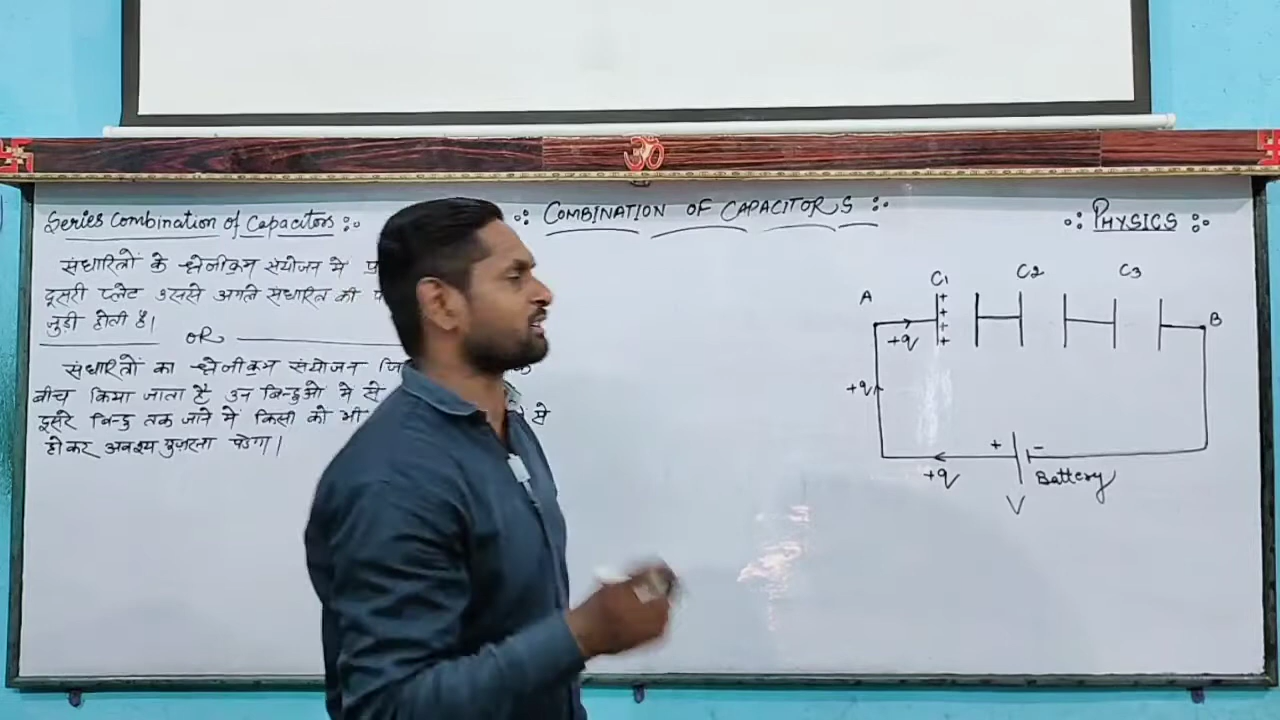 Series Combination of Capacitors :-
COMBINATION OF CAPACITORS :-
PHYSICS :-
संधारित्रों के श्रेणीक्रम संयोजन में
दूसरी प्लेट उससे अगले संधारित्र की
जुड़ी होती है।
OR
संधारित्रों का श्रेणीक्रम संयोजन
बीच किया जाता है उन बिन्दुओं मे से
दूसरे बिन्दु तक जाने में किसी को भी से
होकर अवश्य गुज़रना पडेगा।
C1 C2 C3
A
+ + + + +
B
+q
+q
+ -
+q Battery
V
ॐ